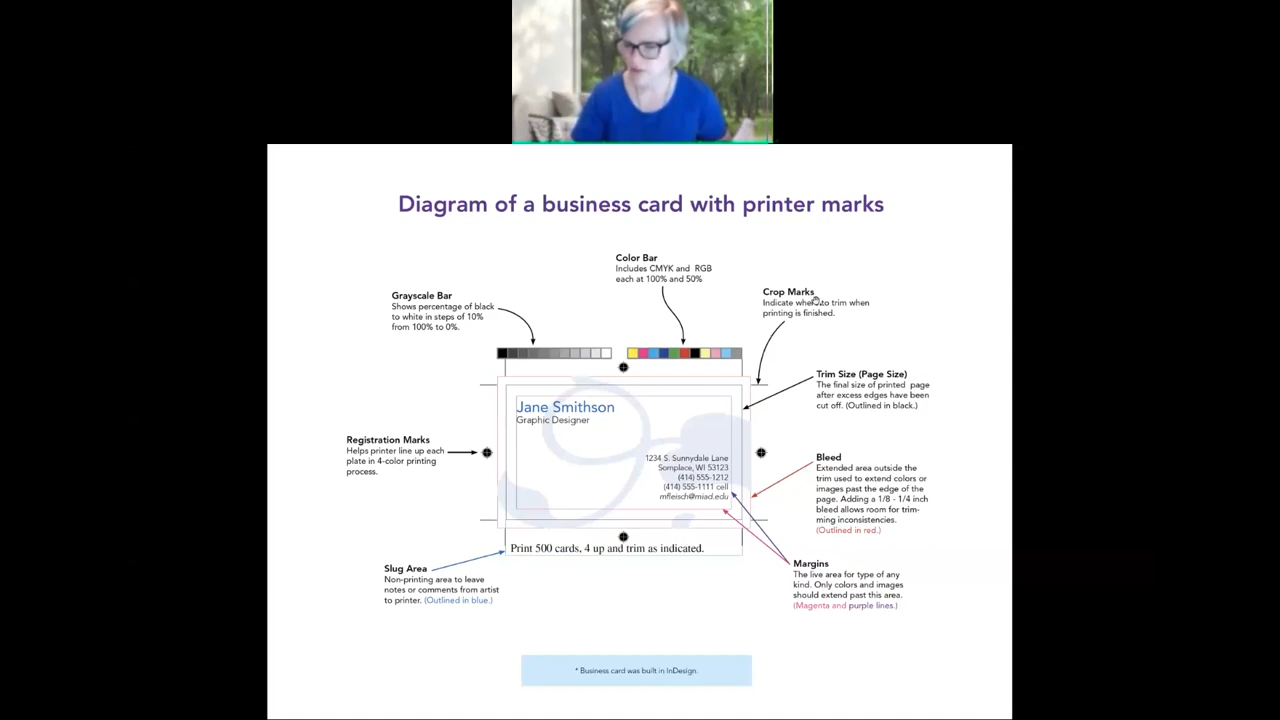 Diagram of a business card with printer marks
Color Bar
Includes CMYK and RGB
each at 100% and 50%
Grayscale Bar
Shows percentage of black
to white in steps of 10%
from 100% to 0%.
Crop Marks
Indicate where to trim when
printing is finished.
Trim Size (Page Size)
The final size of printed page
after excess edges have been
cut off. (Outlined in black.)
Jane Smithson
Graphic Designer
Registration Marks
Helps printer line up each
plate in 4-color printing
process.
1234 S. Sunnydale Lane
Somplace, WI 53123
(414) 555-1212
(414) 555-1111 cell
mfleisch@miad.edu
Bleed
Extended area outside the
trim used to extend colors or
images past the edge of the
page. Adding a 1/8 - 1/4 inch
bleed allows room for trim-
ming inconsistencies.
(Outlined in red.)
Print 500 cards, 4 up and trim as indicated.
Slug Area
Non-printing area to leave
notes or comments from artist
to printer. (Outlined in blue.)
Margins
The live area for type of any
kind. Only colors and images
should extend past this area.
(Magenta and purple lines.)
* Business card was built in InDesign.